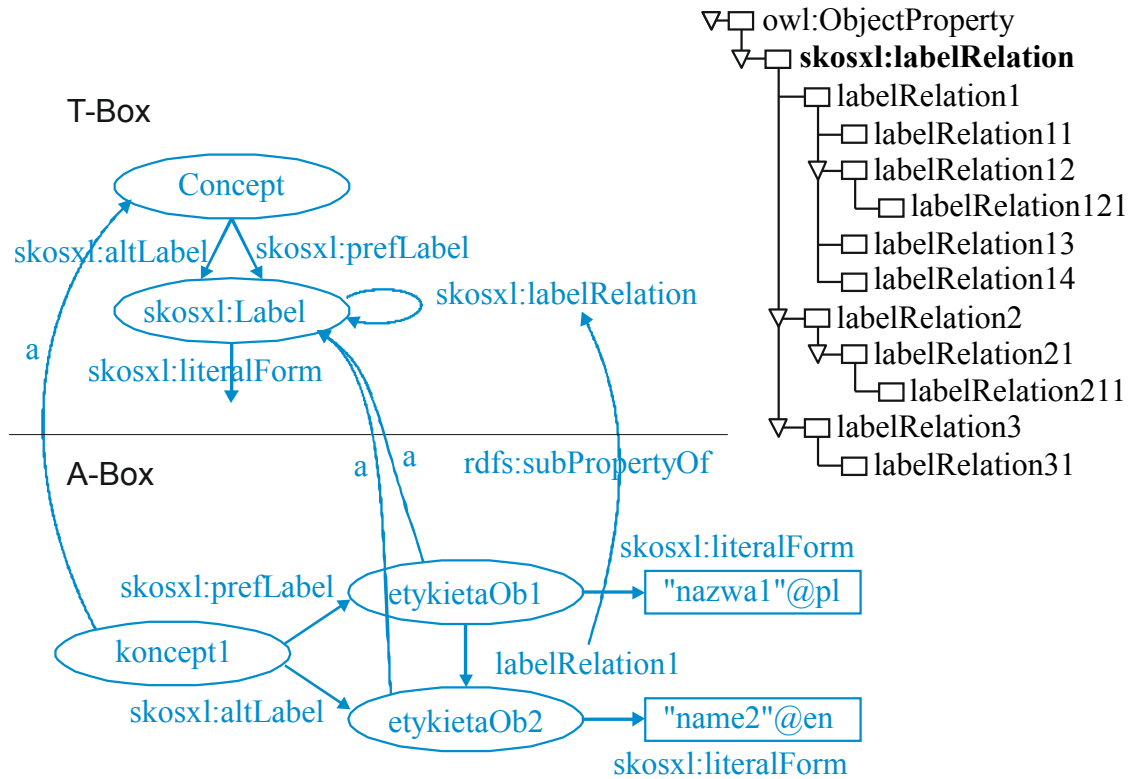 owl:ObjectProperty
skosxl:labelRelation
labelRelation1
labelRelation11
labelRelation12
labelRelation121
labelRelation13
labelRelation14
labelRelation2
labelRelation21
labelRelation211
labelRelation3
labelRelation31
T-Box
Concept
skosxl:altLabel
skosxl:prefLabel
skosxl:Label
skosxl:labelRelation
a
skosxl:literalForm
a
a
rdfs:subPropertyOf
A-Box
skosxl:literalForm
skosxl:prefLabel
etykietaOb1
"nazwa1"@pl
koncept1
labelRelation1
skosxl:altLabel
etykietaOb2
"name2"@en
skosxl:literalForm